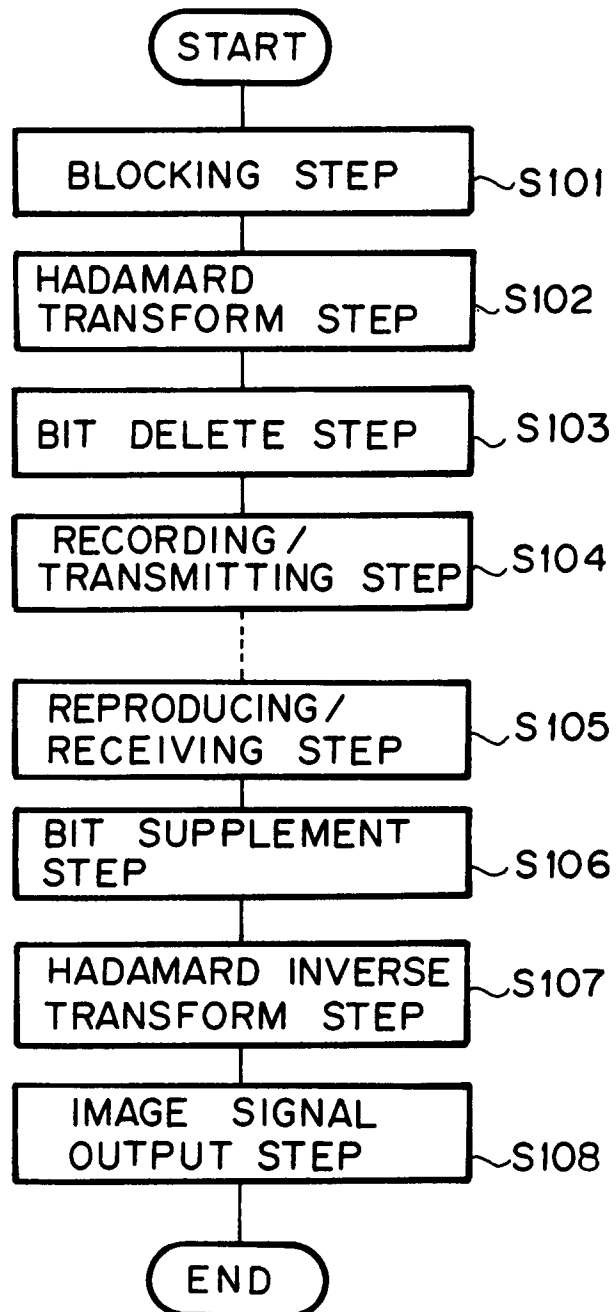 START
BLOCKING STEP
S101
HADAMARD
TRANSFORM STEP
S102
BIT DELETE STEP
S103
RECORDING/
TRANSMITTING STEP
S104
REPRODUCING/
RECEIVING STEP
S105
BIT SUPPLEMENT
STEP
S106
HADAMARD INVERSE
TRANSFORM STEP
S107
IMAGE SIGNAL
OUTPUT STEP
S108
END